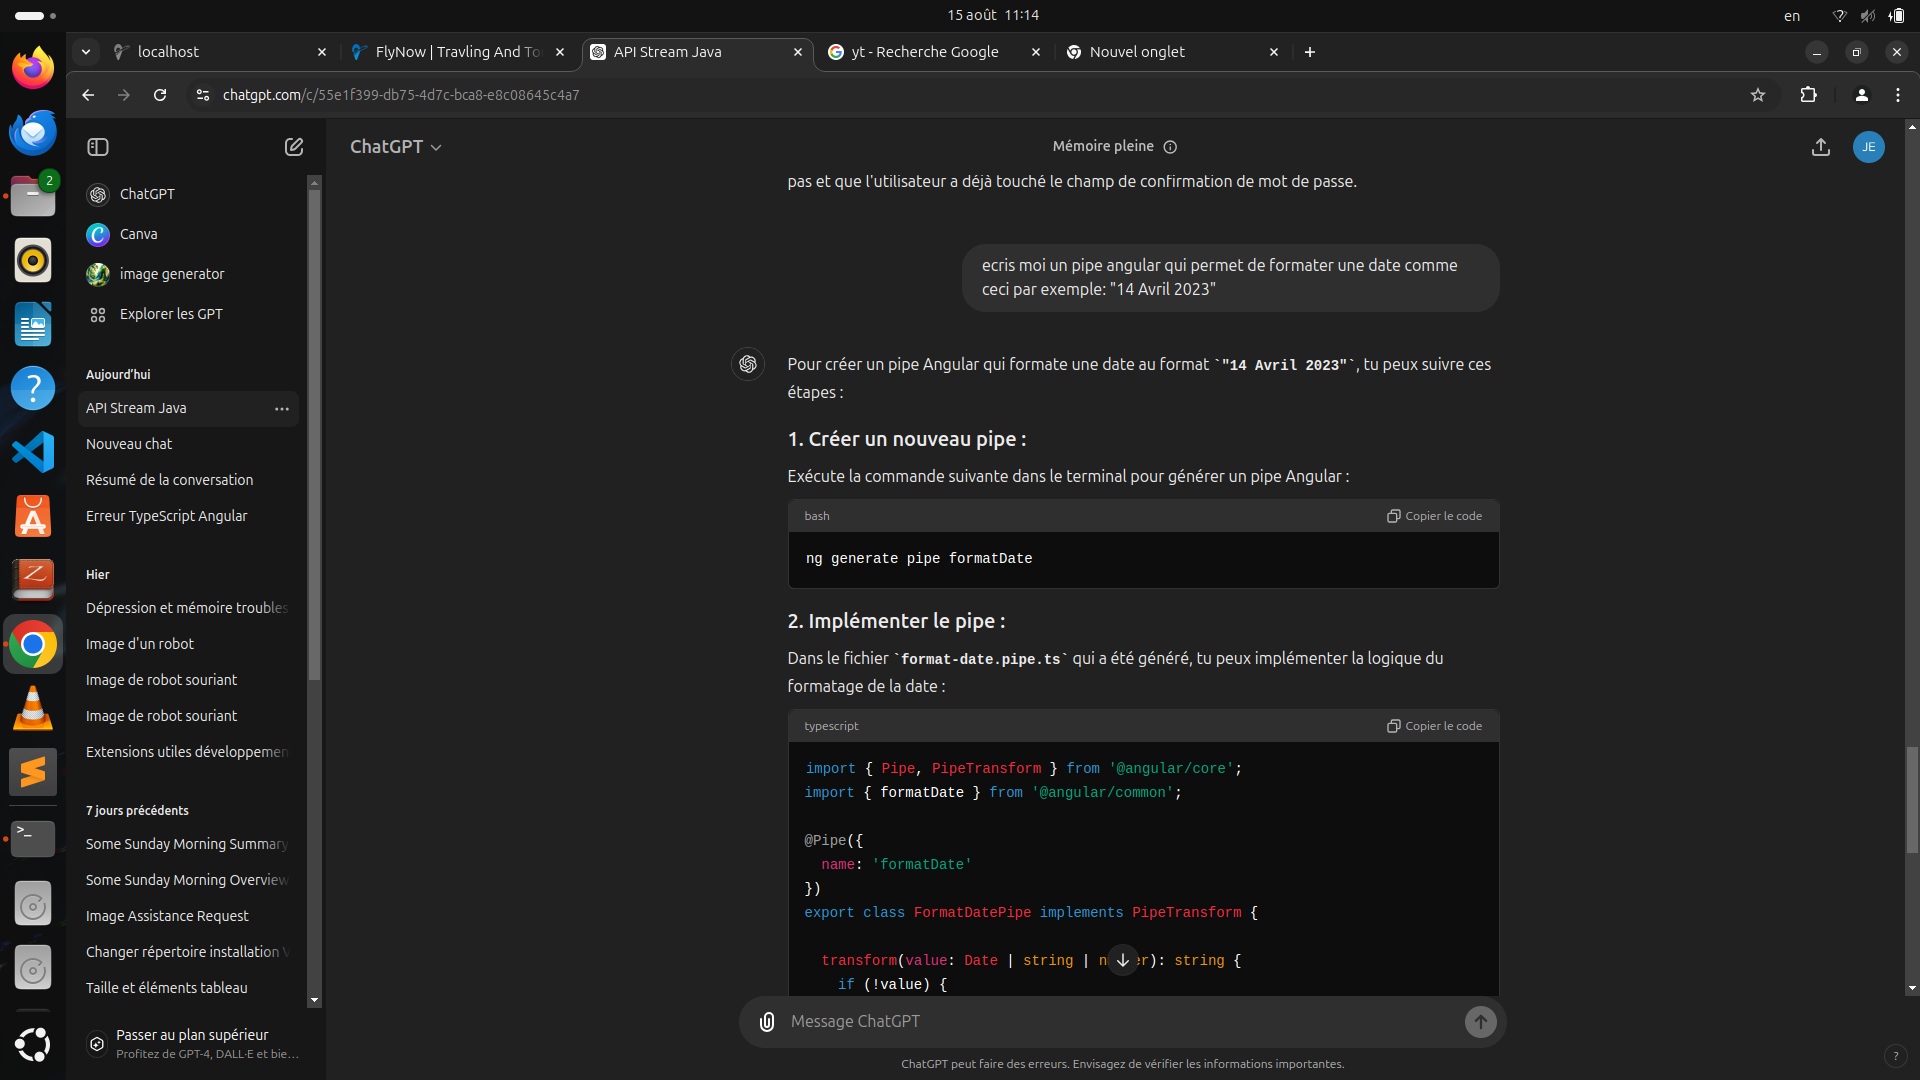 15 août 11:14
en
localhost
FlyNow | Travling And To
API Stream Java
yt - Recherche Google
Nouvel onglet
chatgpt.com/c/55e1f399-db75-4d7c-bca8-e8c08645c4a7
2
ChatGPT
Canva
image generator
Explorer les GPT
Aujourd’hui
API Stream Java
Nouveau chat
Résumé de la conversation
Erreur TypeScript Angular
Hier
Dépression et mémoire troubles
Image d'un robot
Image de robot souriant
Image de robot souriant
Extensions utiles développemen
7 jours précédents
Some Sunday Morning Summary
Some Sunday Morning Overview
Image Assistance Request
Changer répertoire installation V
Taille et éléments tableau
Passer au plan supérieur
Profitez de GPT-4, DALL·E et bie…
ChatGPT
Mémoire pleine
JE
pas et que l'utilisateur a déjà touché le champ de confirmation de mot de passe.
ecris moi un pipe angular qui permet de formater une date comme
ceci par exemple: "14 Avril 2023"
Pour créer un pipe Angular qui formate une date au format `"14 Avril 2023"`, tu peux suivre ces
étapes :
1. Créer un nouveau pipe :
Exécute la commande suivante dans le terminal pour générer un pipe Angular :
bash
Copier le code
ng generate pipe formatDate
2. Implémenter le pipe :
Dans le fichier `format-date.pipe.ts` qui a été généré, tu peux implémenter la logique du
formatage de la date :
typescript
Copier le code
import { Pipe, PipeTransform } from '@angular/core';
import { formatDate } from '@angular/common';
@Pipe({
name: 'formatDate'
})
export class FormatDatePipe implements PipeTransform {
transform(value: Date | string | n er): string {
if (!value) {
Message ChatGPT
ChatGPT peut faire des erreurs. Envisagez de vérifier les informations importantes.
?